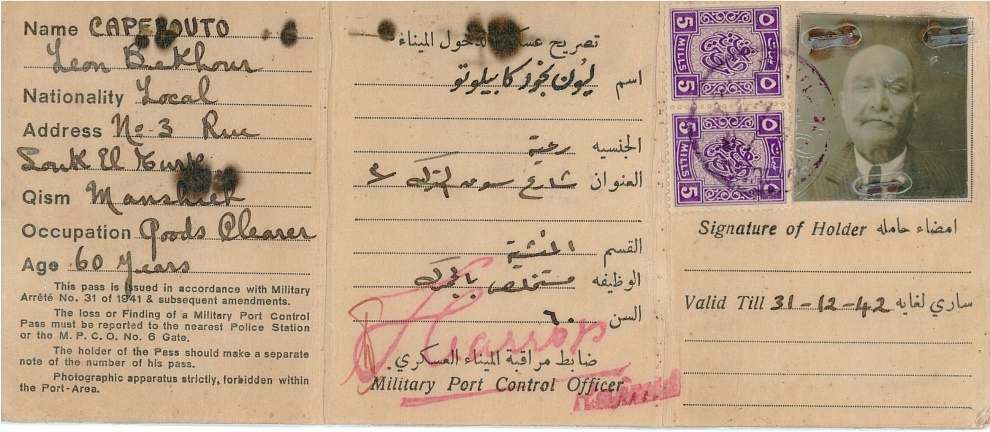 Name CAPELOUTO
Leon Bekhour
Nationality Local
Address No 3 Rue
Souk El Turk
Qism Manshieh
Occupation Goods Clearer
Age 60 years
This pass is issued in accordance with Military
Arrêté No. 31 of 1941 & subsequent amendments.
The loss or Finding of a Military Port Control
Pass must be reported to the nearest Police Station
or the M. P. C. O. No. 6 Gate.
The holder of the Pass should make a separate
note of the number of his pass.
Photographic apparatus strictly, forbidden within
the Port-Area.
تصريح لدخول الميناء
اسم ليون بخور كابيلوتو
الجنسيه رعية
العنوان شارع سوق الترك ٣
القسم المنشية
الوظيفه مستخلص بالجمرك
السن ٦٠
ضابط مراقبة الميناء العسكري
Military Port Control Officer
5 MILLS ٥
5 MILLS ٥
Signature of Holder امضاء حامله
Valid Till 31-12-42 ساري لغايه